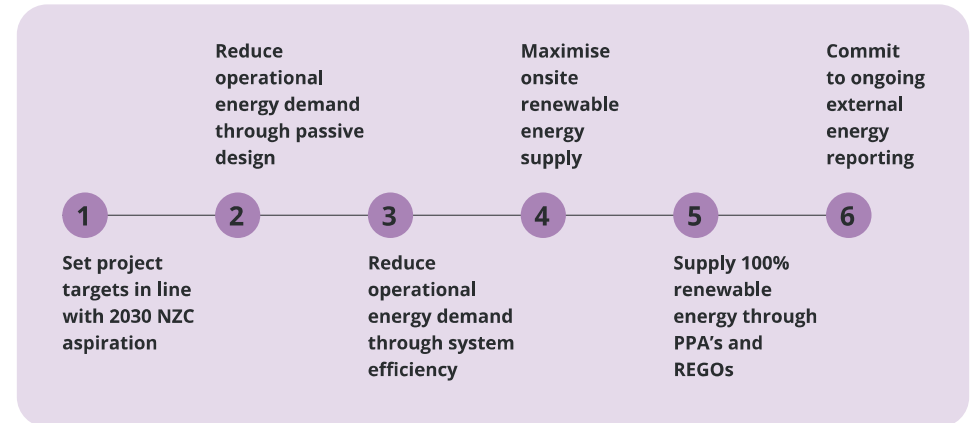 Reduce
operational
energy demand
through passive
design
Maximise
onsite
renewable
energy
supply
Commit
to ongoing
external
energy
reporting
1
2
3
4
5
6
Set project
targets in line
with 2030 NZC
aspiration
Reduce
operational
energy demand
through system
efficiency
Supply 100%
renewable
energy through
PPA's and
REGOs